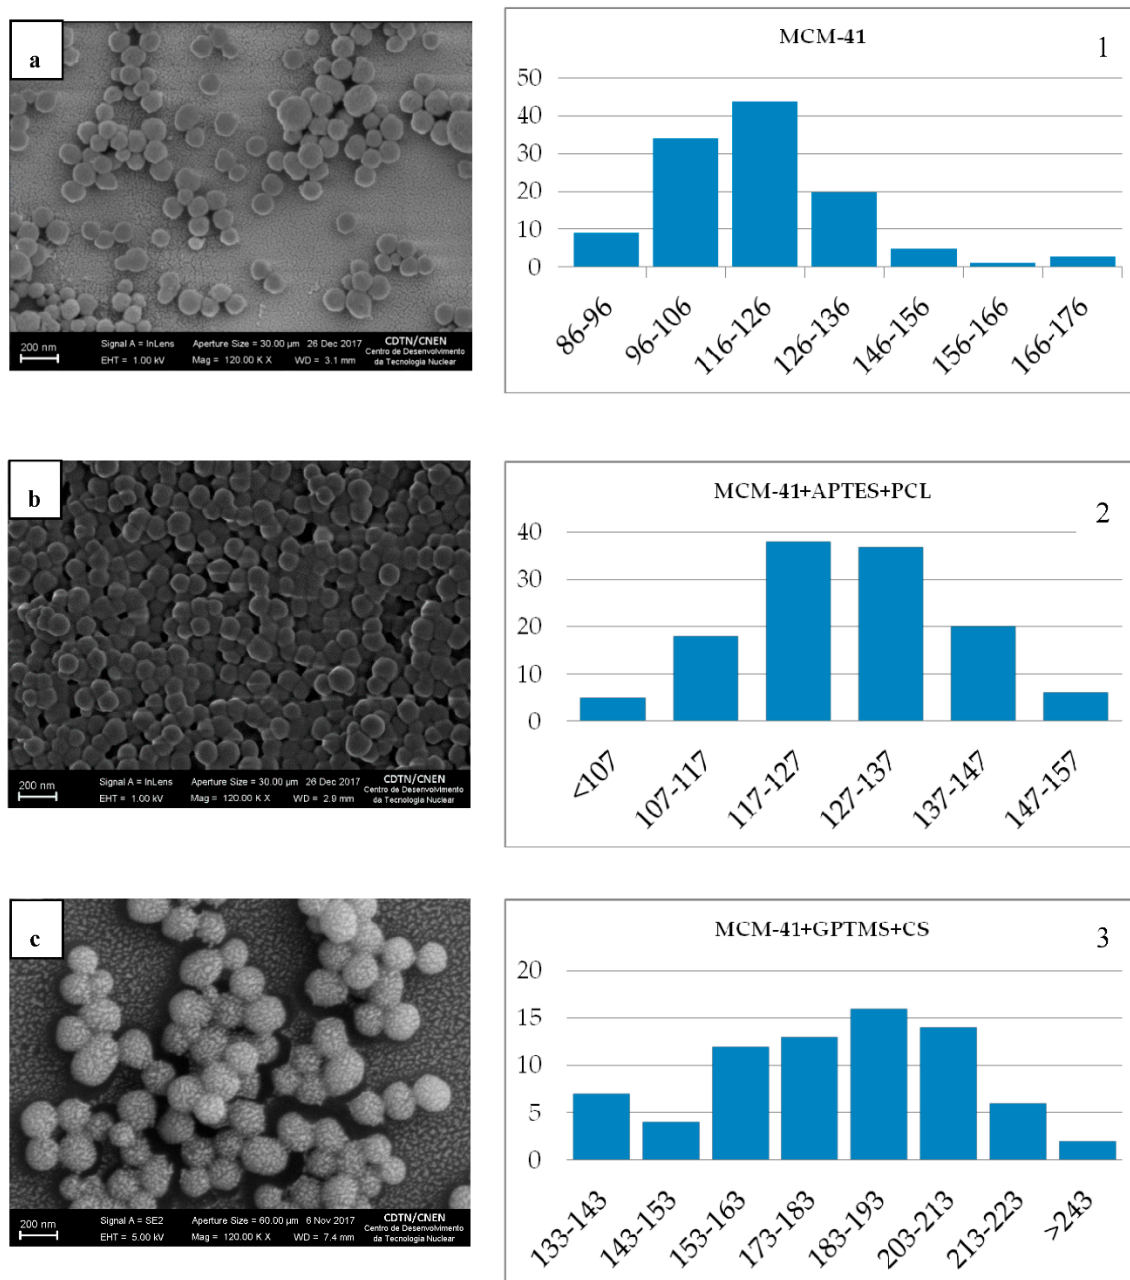 a
200 nm
Signal A = InLens Aperture Size = 30.00 µm 26 Dec 2017 CDTN/CNEN
EHT = 1.00 kV Mag = 120.00 K X WD = 3.1 mm Centro de Desenvolvimento
da Tecnologia Nuclear
MCM-41
1
50
40
30
20
10
0
86-96
96-106
116-126
126-136
146-156
156-166
166-176
b
200 nm
Signal A = InLens Aperture Size = 30.00 µm 26 Dec 2017 CDTN/CNEN
EHT = 1.00 kV Mag = 120.00 K X WD = 2.9 mm Centro de Desenvolvimento
da Tecnologia Nuclear
MCM-41+APTES+PCL
2
40
30
20
10
0
<107
107-117
117-127
127-137
137-147
147-157
c
200 nm
Signal A = SE2 Aperture Size = 60.00 µm 6 Nov 2017 CDTN/CNEN
EHT = 5.00 kV Mag = 120.00 K X WD = 7.4 mm Centro de Desenvolvimento
da Tecnologia Nuclear
MCM-41+GPTMS+CS
3
20
15
10
5
0
133-143
143-153
153-163
173-183
183-193
203-213
213-223
>243